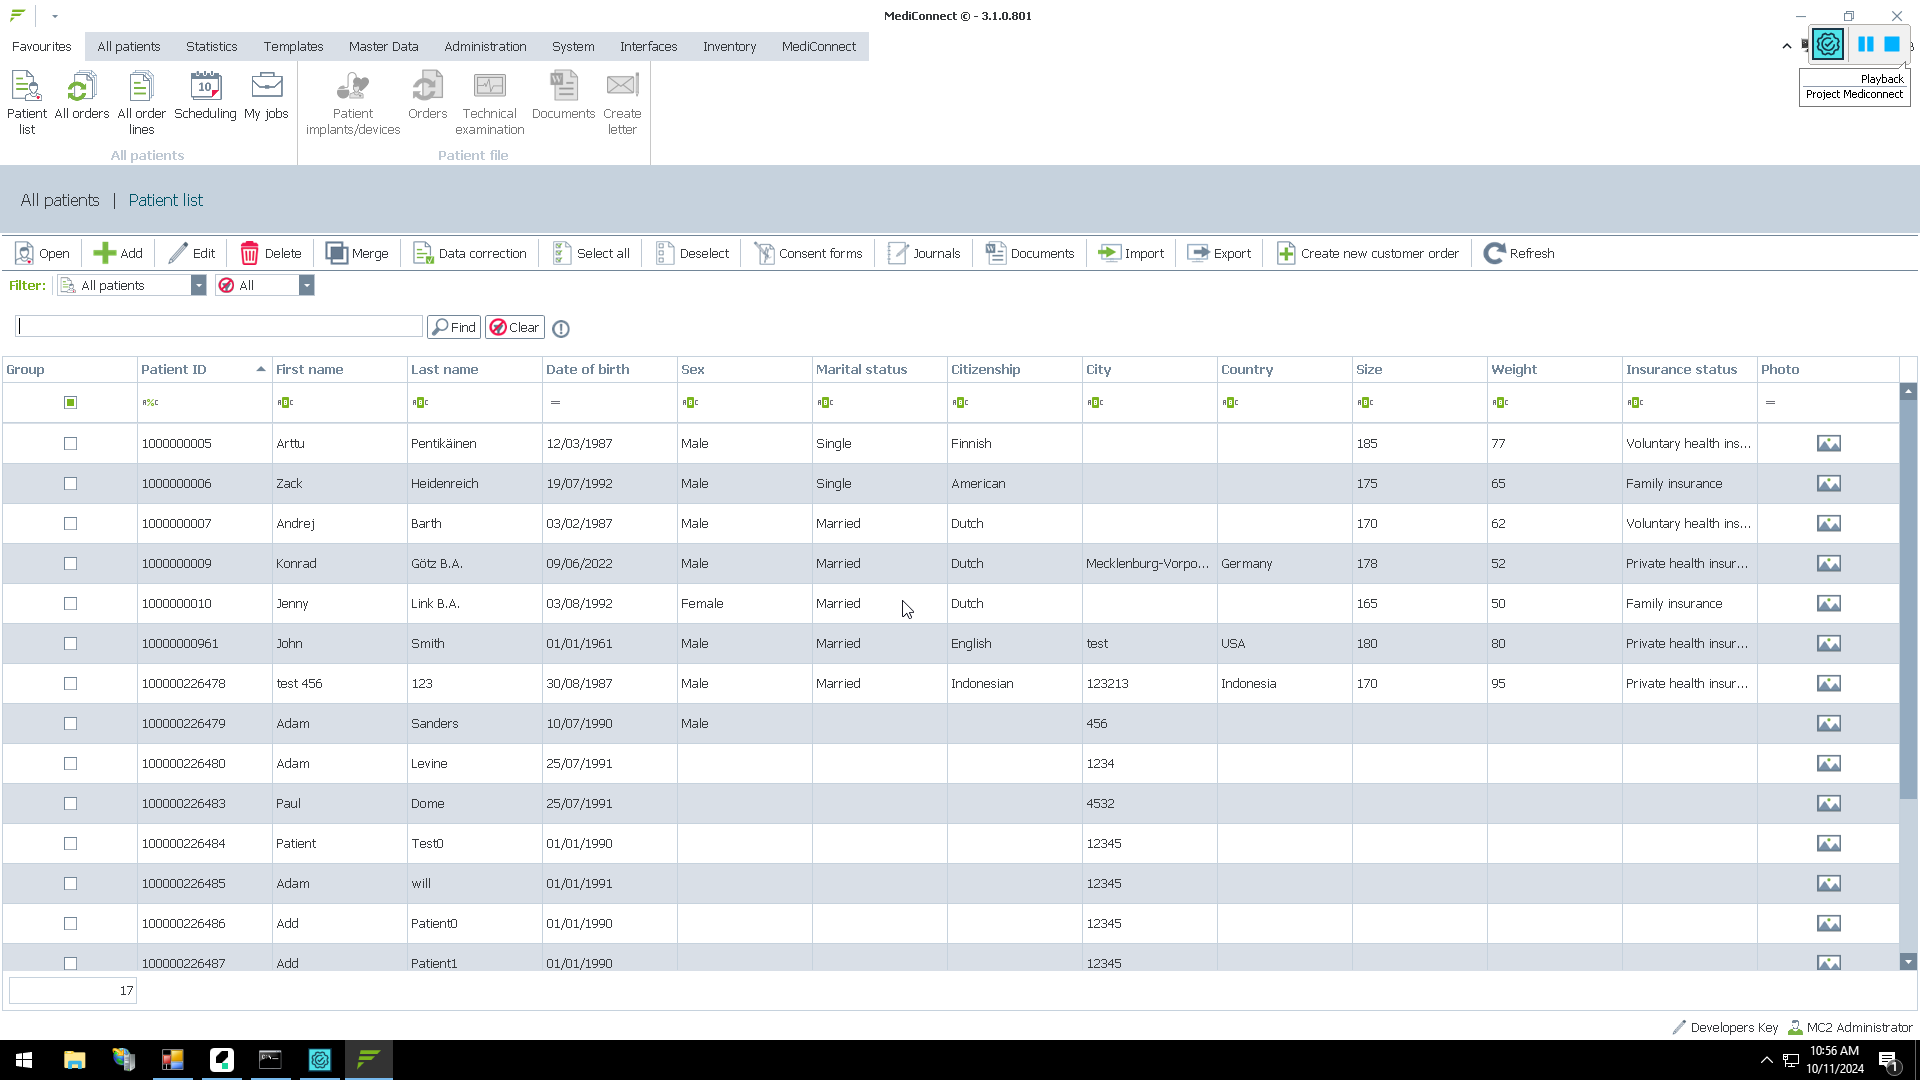 MediConnect © - 3.1.0.801
Favourites All patients Statistics Templates Master Data Administration System Interfaces Inventory MediConnect
Playback
Project Mediconnect
Patient list All orders All order lines Scheduling My jobs Patient implants/devices Orders Technical examination Documents Create letter
All patients Patient file
All patients | Patient list
Open Add Edit Delete Merge Data correction Select all Deselect Consent forms Journals Documents Import Export Create new customer order Refresh
Filter: All patients All
Find Clear
Group Patient ID First name Last name Date of birth Sex Marital status Citizenship City Country Size Weight Insurance status Photo
1000000005 Arttu Pentikäinen 12/03/1987 Male Single Finnish 185 77 Voluntary health ins...
1000000006 Zack Heidenreich 19/07/1992 Male Single American 175 65 Family insurance
1000000007 Andrej Barth 03/02/1987 Male Married Dutch 170 62 Voluntary health ins...
1000000009 Konrad Götz B.A. 09/06/2022 Male Married Dutch Mecklenburg-Vorpo... Germany 178 52 Private health insur...
1000000010 Jenny Link B.A. 03/08/1992 Female Married Dutch 165 50 Family insurance
10000000961 John Smith 01/01/1961 Male Married English test USA 180 80 Private health insur...
100000226478 test 456 123 30/08/1987 Male Married Indonesian 123213 Indonesia 170 95 Private health insur...
100000226479 Adam Sanders 10/07/1990 Male 456
100000226480 Adam Levine 25/07/1991 1234
100000226483 Paul Dome 25/07/1991 4532
100000226484 Patient Test0 01/01/1990 12345
100000226485 Adam will 01/01/1991 12345
100000226486 Add Patient0 01/01/1990 12345
100000226487 Add Patient1 01/01/1990 12345
17
Developers Key MC2 Administrator
10:56 AM
10/11/2024
1